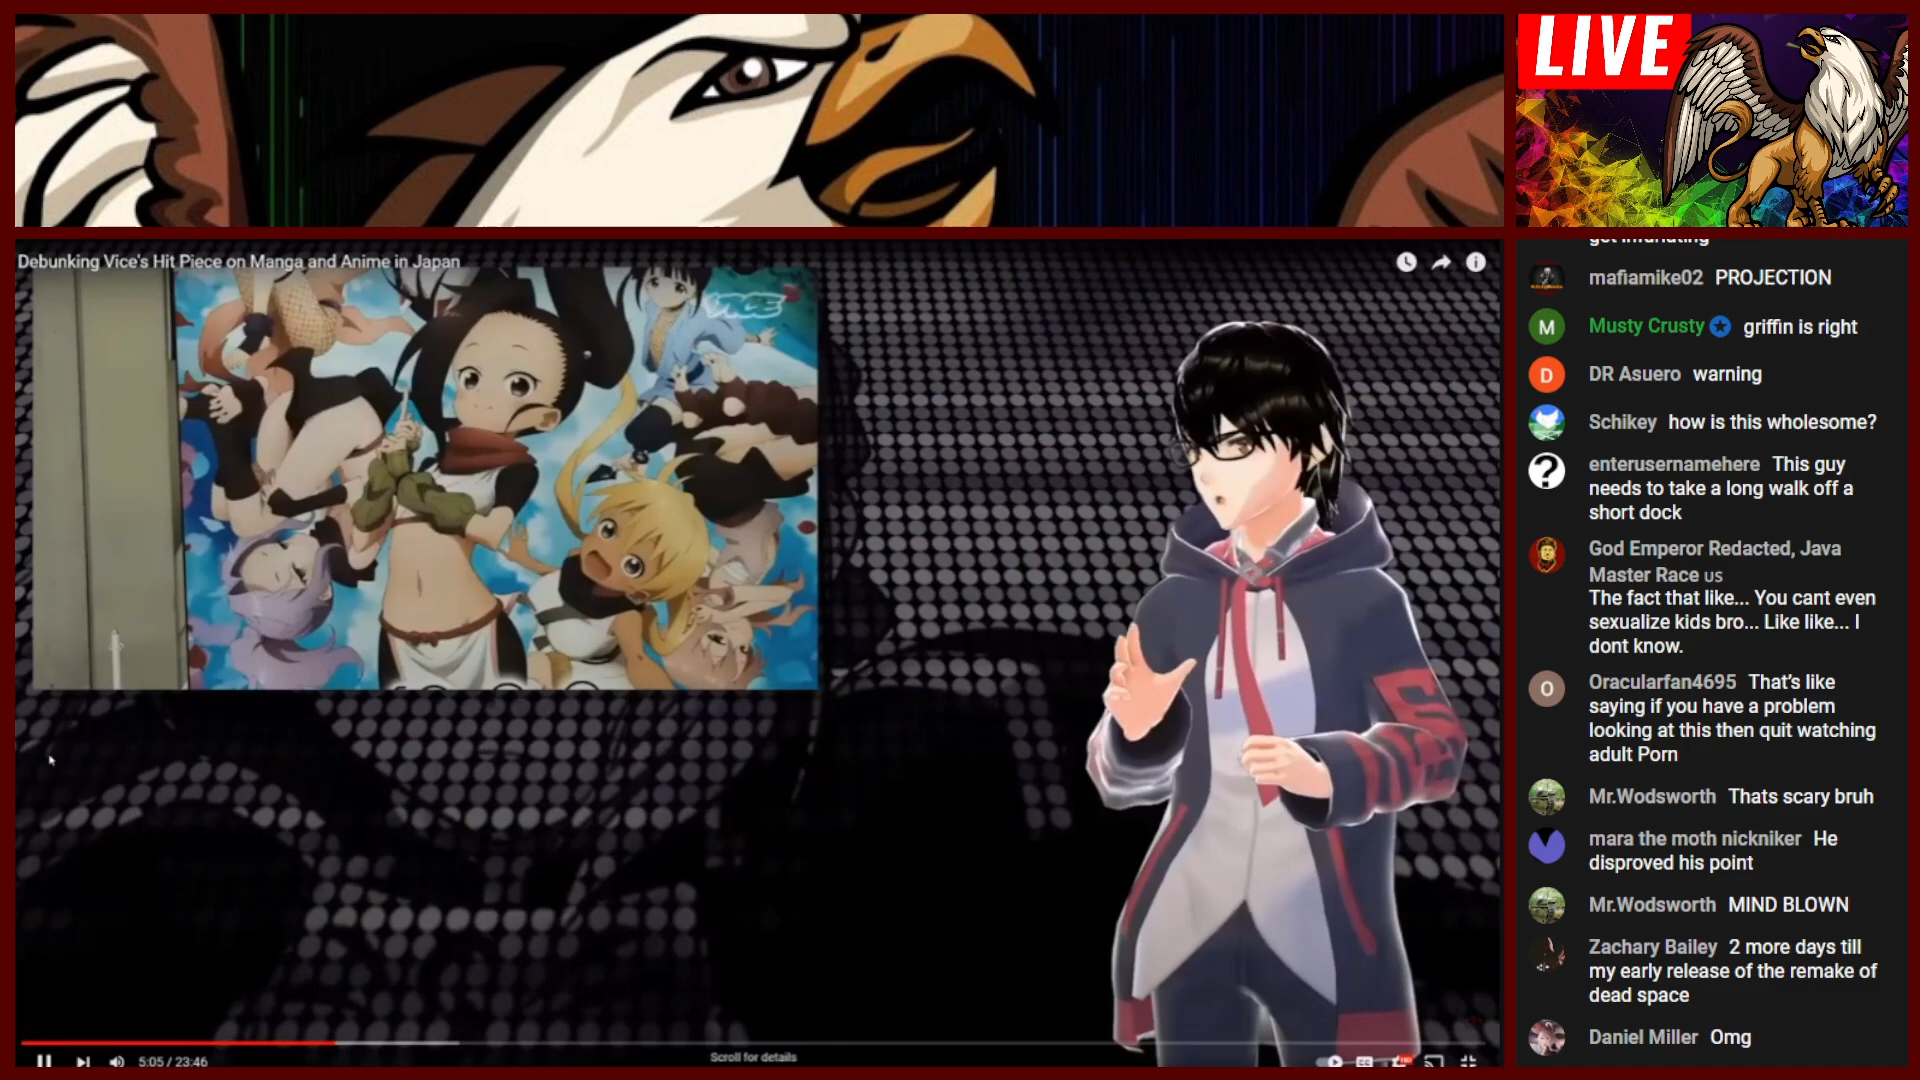 LIVE
Debunking Vice's Hit Piece on Manga and Anime in Japan
VICE
get infuriating
mafiamike02 PROJECTION
M
Musty Crusty griffin is right
D
DR Asuero warning
Schikey how is this wholesome?
?
enterusernamehere This guy
needs to take a long walk off a
short dock
God Emperor Redacted, Java
Master Race US
The fact that like... You cant even
sexualize kids bro... Like like... I
dont know.
O
Oracularfan4695 That's like
saying if you have a problem
looking at this then quit watching
adult Porn
Mr.Wodsworth Thats scary bruh
mara the moth nickniker He
disproved his point
Mr.Wodsworth MIND BLOWN
Zachary Bailey 2 more days till
my early release of the remake of
dead space
Daniel Miller Omg
5:05 / 23:46
Scroll for details
CC
HD